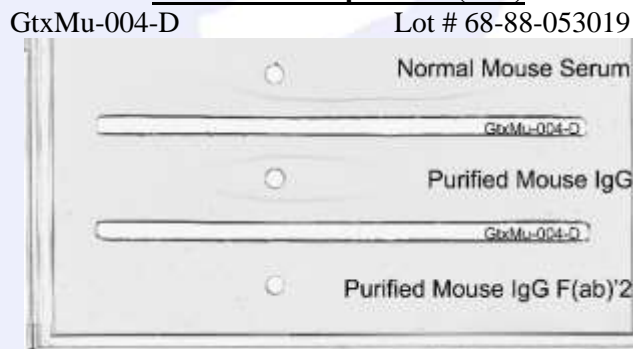 GtxMu-004-D Lot # 68-88-053019
Normal Mouse Serum
GtxMu-004-D
Purified Mouse IgG
GtxMu-004-D
Purified Mouse IgG F(ab)'2